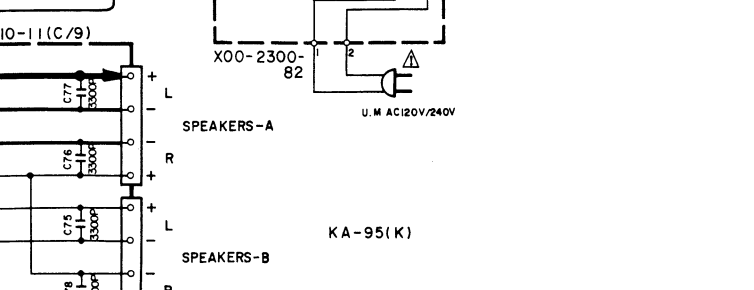 10-11(C/9)
1 2
X00-2300-
82
U.M AC120V/240V
+
C77
3300P
L
-
SPEAKERS-A
-
C76
3300P
R
+
+
C75
3300P
L
-
KA-95(K)
SPEAKERS-B
-